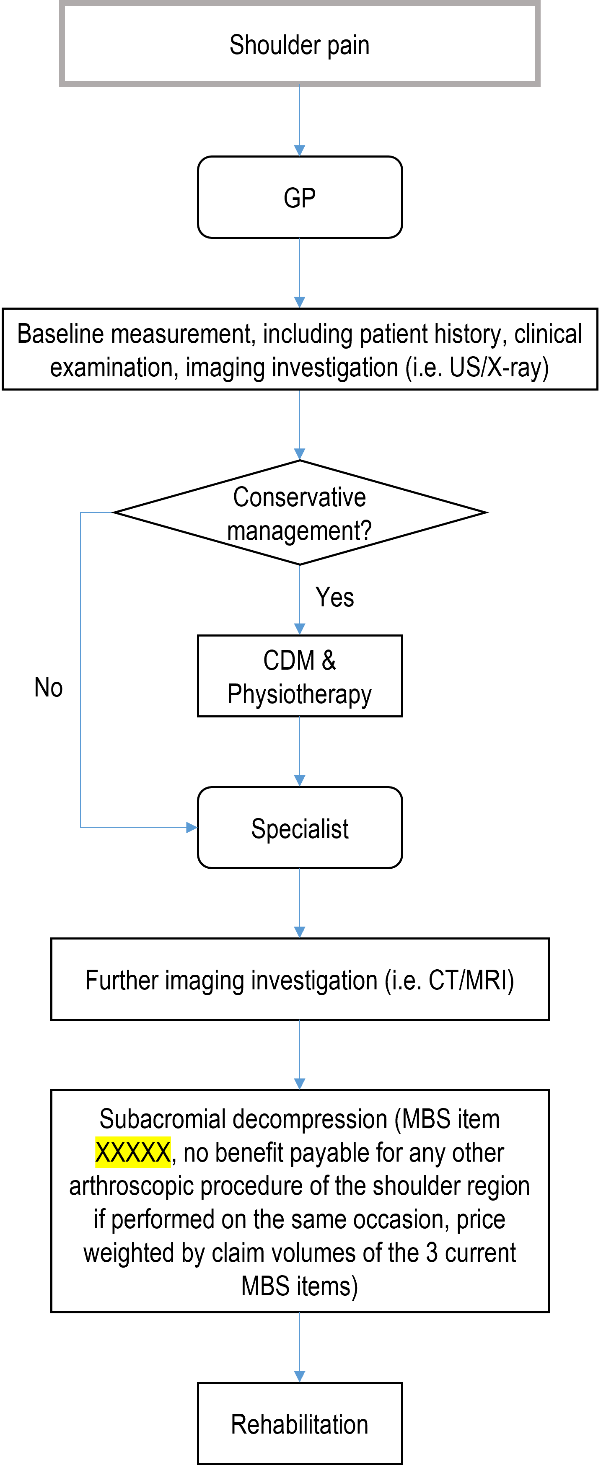 Shoulder pain
GP
Baseline measurement, including patient history, clinical
examination, imaging investigation (i.e. US/X-ray)
Conservative
management?
Yes
CDM &
Physiotherapy
No
Specialist
Further imaging investigation (i.e. CT/MRI)
Subacromial decompression (MBS item
XXXXX, no benefit payable for any other
arthroscopic procedure of the shoulder region
if performed on the same occasion, price
weighted by claim volumes of the 3 current
MBS items)
Rehabilitation